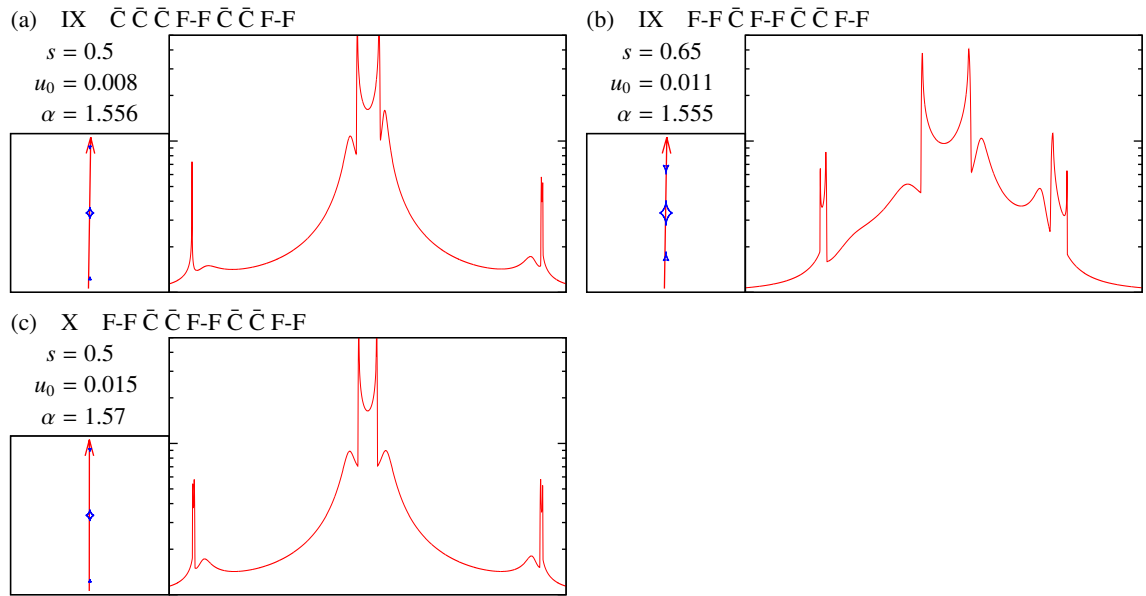 (a) IX C̄ C̄ C̄ F-F C̄ C̄ F-F
s = 0.5
u₀ = 0.008
α = 1.556
(b) IX F-F C̄ F-F C̄ C̄ F-F
s = 0.65
u₀ = 0.011
α = 1.555
(c) X F-F C̄ C̄ F-F C̄ C̄ F-F
s = 0.5
u₀ = 0.015
α = 1.57